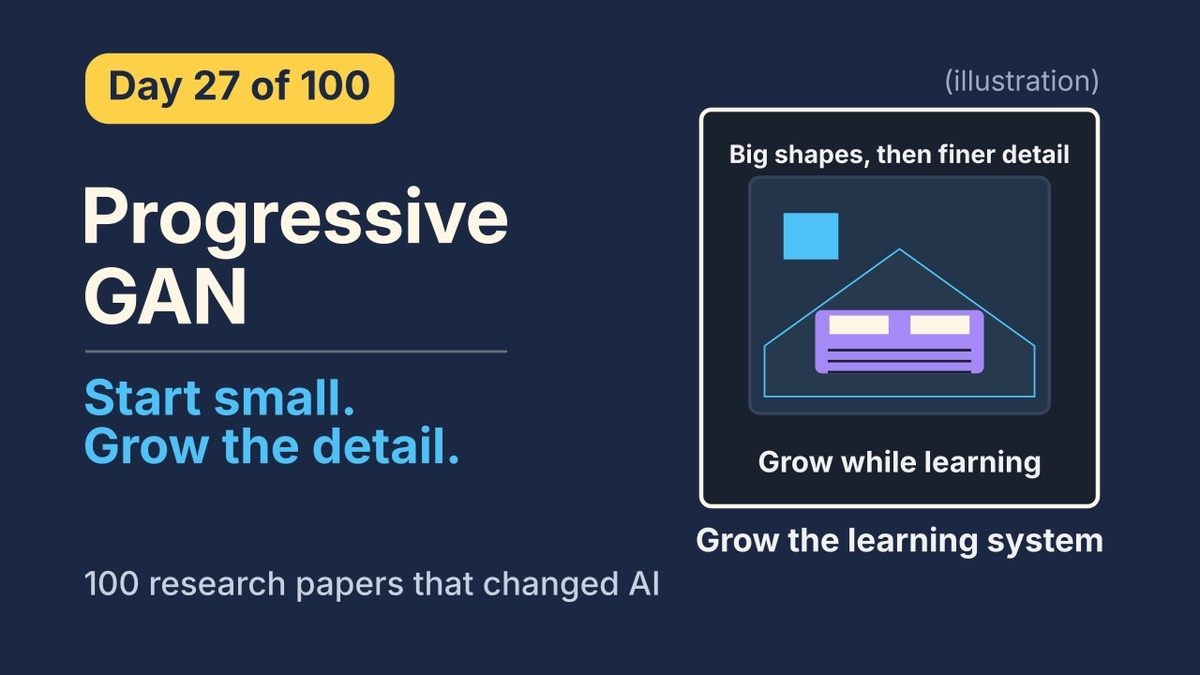 Day 27 of 100
Progressive
GAN
Start small.
Grow the detail.
100 research papers that changed AI
(illustration)
Big shapes, then finer detail
Grow while learning
Grow the learning system